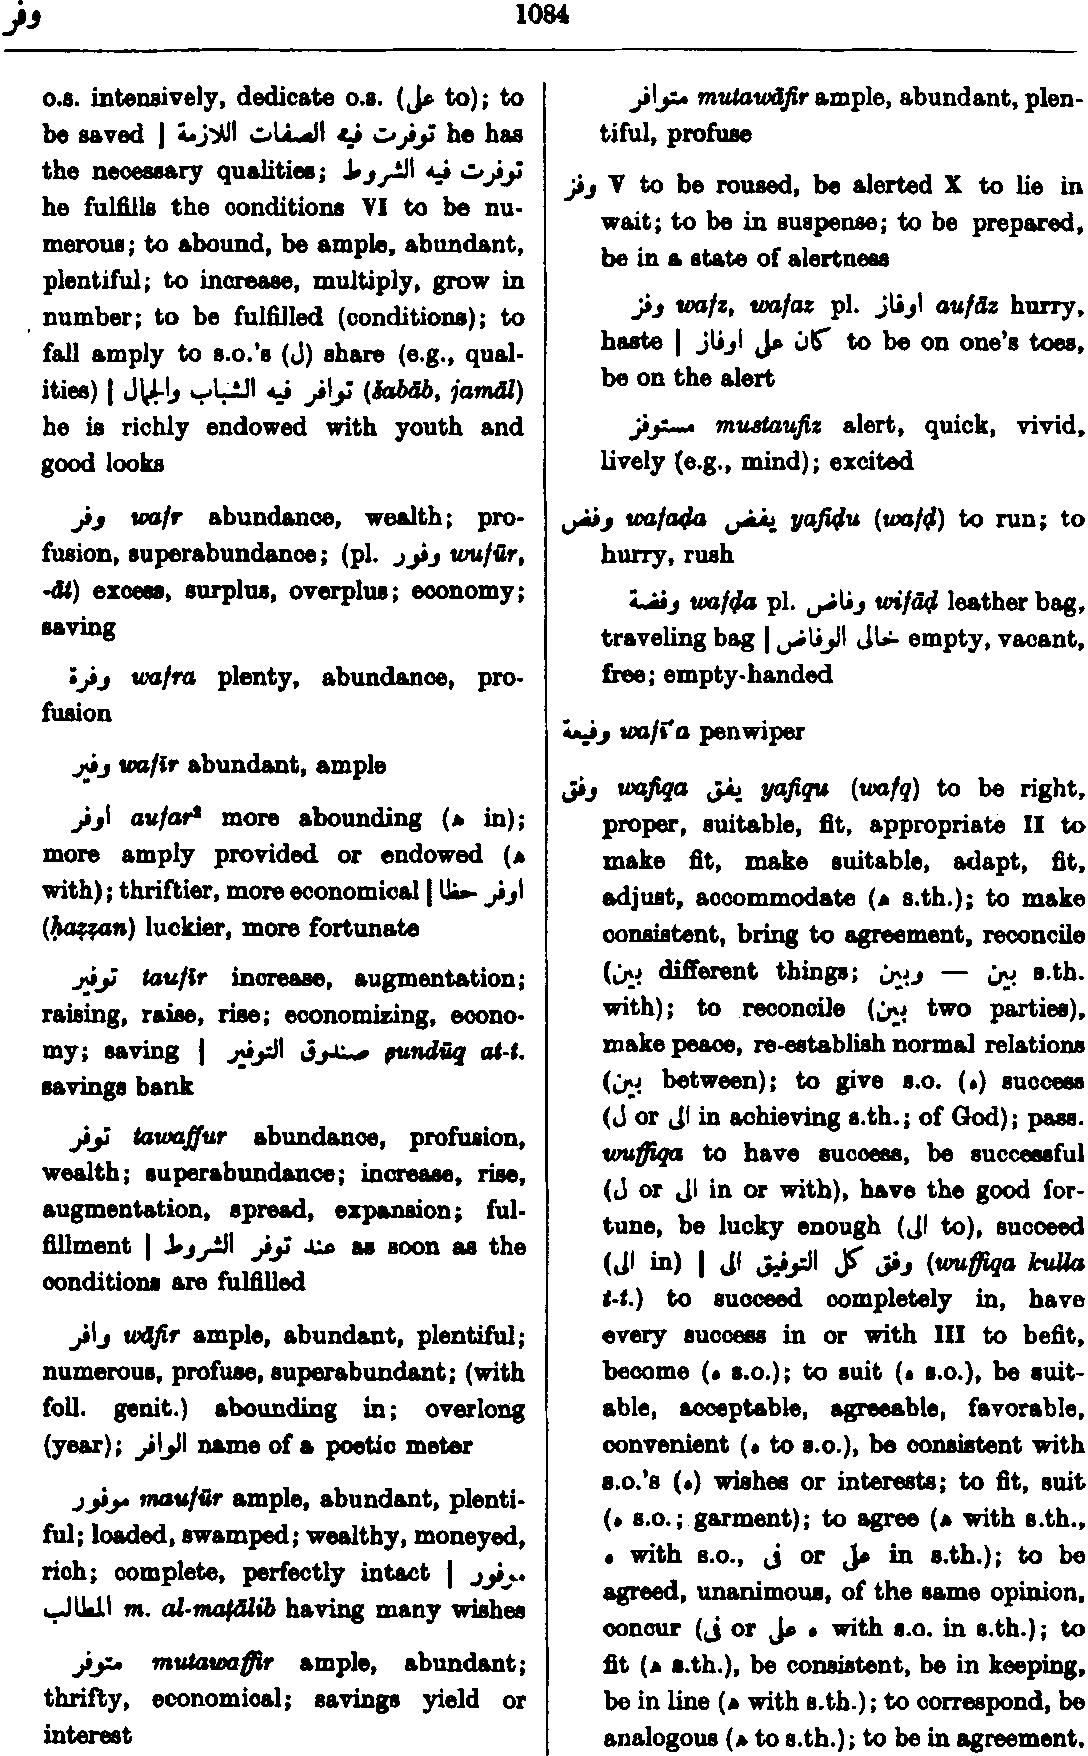 وفر
1084
o.s. intensively, dedicate o.s. (على to); to
be saved | توفرت فيه الصفات اللازمة he has
the necessary qualities; توفرت فيه الشروط
he fulfills the conditions VI to be nu-
merous; to abound, be ample, abundant,
plentiful; to increase, multiply, grow in
number; to be fulfilled (conditions); to
fall amply to s.o.'s (ل) share (e.g., qual-
ities) | توافر فيه الشباب والجمال (šabāb, jamāl)
he is richly endowed with youth and
good looks
وفر wafr abundance, wealth; pro-
fusion, superabundance; (pl. وفور wufūr,
-āt) excess, surplus, overplus; economy;
saving
وفرة wafra plenty, abundance, pro-
fusion
وفير wafīr abundant, ample
اوفر aufar² more abounding (ه in);
more amply provided or endowed (ه
with); thriftier, more economical | اوفر حظا
(ḥaẓẓan) luckier, more fortunate
توفير taufīr increase, augmentation;
raising, raise, rise; economizing, econo-
my; saving | صندوق التوفير ṣundūq at-t.
savings bank
توفر tawaffur abundance, profusion,
wealth; superabundance; increase, rise,
augmentation, spread, expansion; ful-
fillment | عند توفر الشروط as soon as the
conditions are fulfilled
وافر wāfir ample, abundant, plentiful;
numerous, profuse, superabundant; (with
foll. genit.) abounding in; overlong
(year); الوافر name of a poetic meter
موفور maufūr ample, abundant, plenti-
ful; loaded, swamped; wealthy, moneyed,
rich; complete, perfectly intact | موفور
المطالب m. al-maṭālib having many wishes
متوفر mutawaffir ample, abundant;
thrifty, economical; savings yield or
interest
متوافر mutawāfir ample, abundant, plen-
tiful, profuse
وفز V to be roused, be alerted X to lie in
wait; to be in suspense; to be prepared,
be in a state of alertness
وفز wafz, wafaz pl. اوفاز aufāz hurry,
haste | كان على اوفاز to be on one's toes,
be on the alert
مستوفز mustaufiz alert, quick, vivid,
lively (e.g., mind); excited
وفض wafaḍa يفض yafiḍu (wafḍ) to run; to
hurry, rush
وفضة wafḍa pl. وفاض wifāḍ leather bag,
traveling bag | خالى الوفاض empty, vacant,
free; empty-handed
وفيعة wafīʿa penwiper
وفق wafiqa يفق yafiqu (wafq) to be right,
proper, suitable, fit, appropriate II to
make fit, make suitable, adapt, fit,
adjust, accommodate (ه s.th.); to make
consistent, bring to agreement, reconcile
(بين different things; بين — وبين s.th.
with); to reconcile (بين two parties),
make peace, re-establish normal relations
(بين between); to give s.o. (ه) success
(ل or الى in achieving s.th.; of God); pass.
wuffiqa to have success, be successful
(ل or الى in or with), have the good for-
tune, be lucky enough (الى to), succeed
(الى in) | وفق كل التوفيق الى (wuffiqa kulla
t-t.) to succeed completely in, have
every success in or with III to befit,
become (ه s.o.); to suit (ه s.o.), be suit-
able, acceptable, agreeable, favorable,
convenient (ه to s.o.), be consistent with
s.o.'s (ه) wishes or interests; to fit, suit
(ه s.o.; garment); to agree (ه with s.th.,
ه with s.o., فى or على in s.th.); to be
agreed, unanimous, of the same opinion,
concur (فى or على ه with s.o. in s.th.); to
fit (ه s.th.), be consistent, be in keeping,
be in line (ه with s.th.); to correspond, be
analogous (ه to s.th.); to be in agreement,